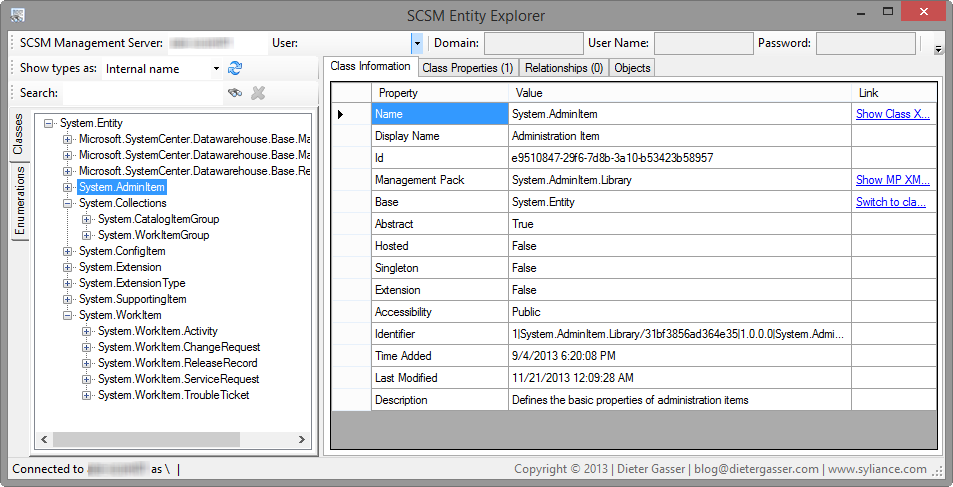 SCSM Entity Explorer
SCSM Management Server: User: Domain: User Name: Password:
Show types as: Internal name
Search:
Classes
Enumerations
System.Entity
Microsoft.SystemCenter.Datawarehouse.Base.Ma
Microsoft.SystemCenter.Datawarehouse.Base.Ma
Microsoft.SystemCenter.Datawarehouse.Base.Re
System.AdminItem
System.Collections
System.CatalogItemGroup
System.WorkItemGroup
System.ConfigItem
System.Extension
System.ExtensionType
System.SupportingItem
System.WorkItem
System.WorkItem.Activity
System.WorkItem.ChangeRequest
System.WorkItem.ReleaseRecord
System.WorkItem.ServiceRequest
System.WorkItem.TroubleTicket
Class Information Class Properties (1) Relationships (0) Objects
Property Value Link
Name System.AdminItem Show Class X...
Display Name Administration Item
Id e9510847-29f6-7d8b-3a10-b53423b58957
Management Pack System.AdminItem.Library Show MP XM...
Base System.Entity Switch to cla...
Abstract True
Hosted False
Singleton False
Extension False
Accessibility Public
Identifier 1|System.AdminItem.Library/31bf3856ad364e35|1.0.0.0|System.Admi...
Time Added 9/4/2013 6:20:08 PM
Last Modified 11/21/2013 12:09:28 AM
Description Defines the basic properties of administration items
Connected to as \ |
Copyright © 2013 | Dieter Gasser | blog@dietergasser.com | www.syliance.com